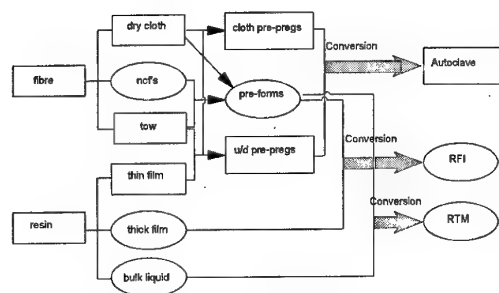 dry cloth
cloth pre-pregs
Conversion
Autoclave
fibre
ncf's
pre-forms
tow
u/d pre-pregs
Conversion
RFI
thin film
Conversion
resin
thick film
RTM
bulk liquid